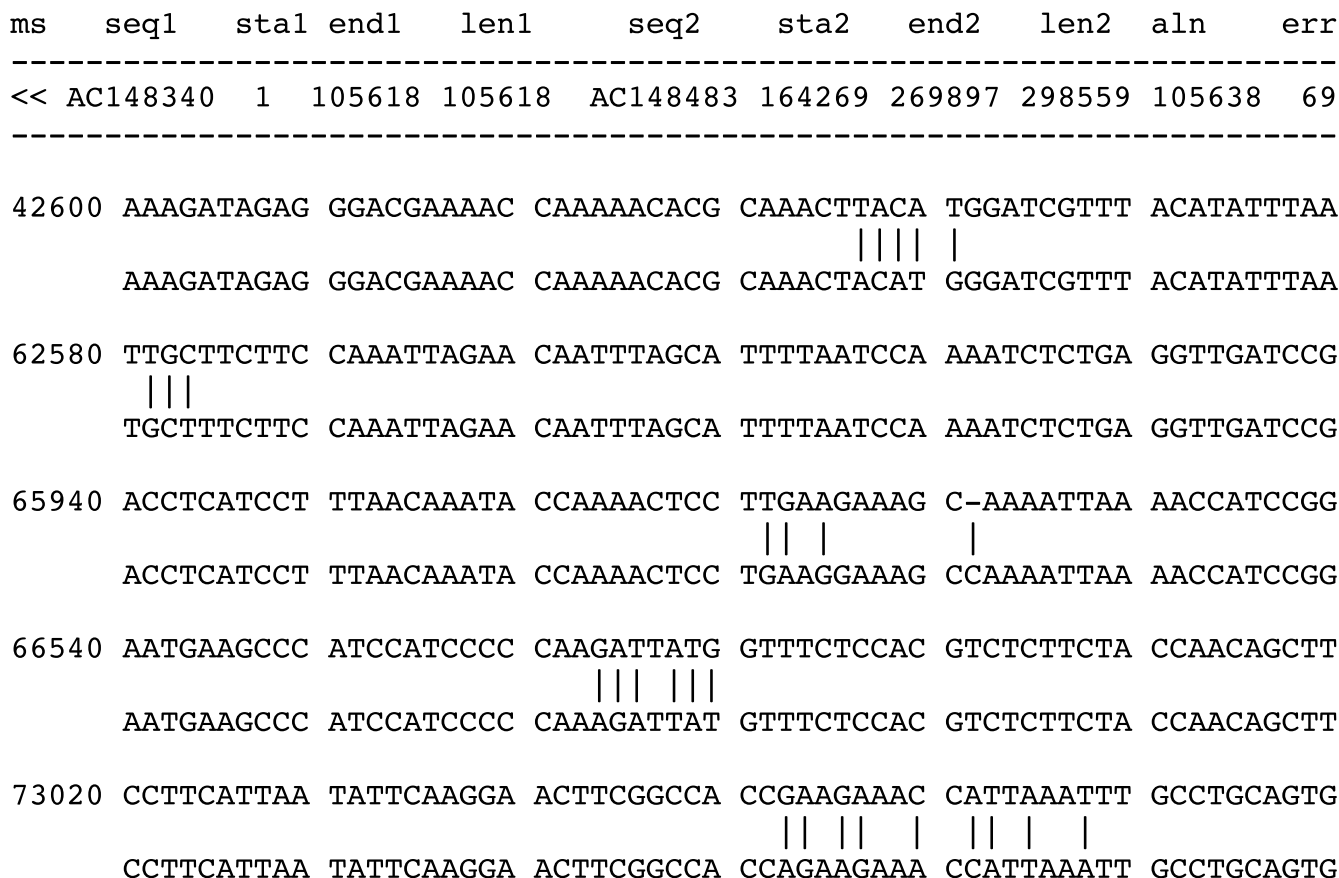 ms seq1 sta1 end1 len1 seq2 sta2 end2 len2 aln err
--------------------------------------------------------------------------------
<< AC148340 1 105618 105618 AC148483 164269 269897 298559 105638 69
--------------------------------------------------------------------------------
42600 AAAGATAGAG GGACGAAAAC CAAAAACACG CAAACTTACA TGGATCGTTT ACATATTTAA
|||| |
AAAGATAGAG GGACGAAAAC CAAAAACACG CAAACTACAT GGGATCGTTT ACATATTTAA
62580 TTGCTTCTTC CAAATTAGAA CAATTTAGCA TTTTAATCCA AAATCTCTGA GGTTGATCCG
|||
TGCTTTCTTC CAAATTAGAA CAATTTAGCA TTTTAATCCA AAATCTCTGA GGTTGATCCG
65940 ACCTCATCCT TTAACAAATA CCAAAACTCC TTGAAGAAAG C-AAAATTAA AACCATCCGG
|| | |
ACCTCATCCT TTAACAAATA CCAAAACTCC TGAAGGAAAG CCAAAATTAA AACCATCCGG
66540 AATGAAGCCC ATCCATCCCC CAAGATTATG GTTTCTCCAC GTCTCTTCTA CCAACAGCTT
||| |||
AATGAAGCCC ATCCATCCCC CAAAGATTAT GTTTCTCCAC GTCTCTTCTA CCAACAGCTT
73020 CCTTCATTAA TATTCAAGGA ACTTCGGCCA CCGAAGAAAC CATTAAATTT GCCTGCAGTG
|| || | || | |
CCTTCATTAA TATTCAAGGA ACTTCGGCCA CCAGAAGAAA CCATTAAATT GCCTGCAGTG